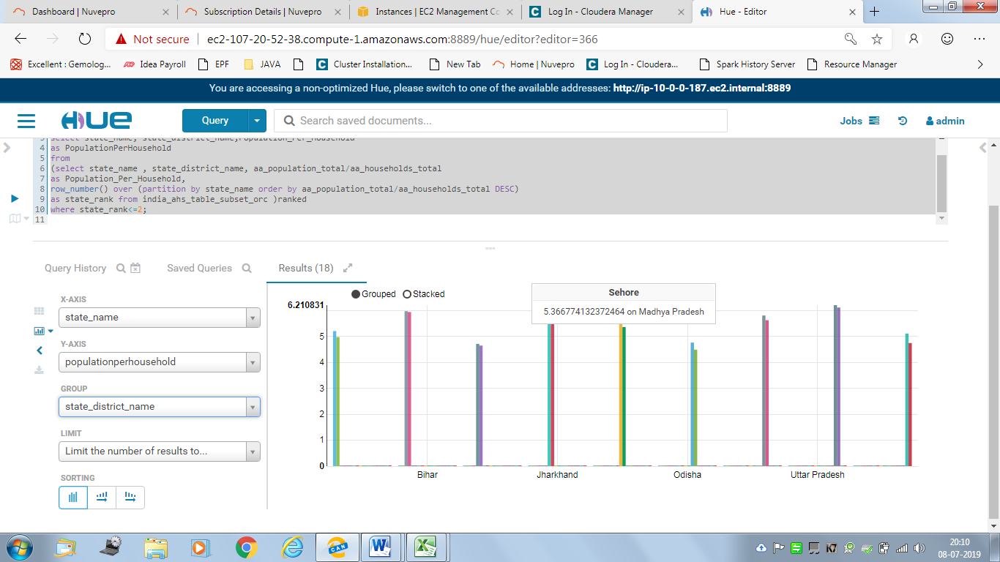 Dashboard | Nuvepro
Subscription Details | Nuvepro
Instances | EC2 Management Co
Log In - Cloudera Manager
Hue - Editor
Not secure | ec2-107-20-52-38.compute-1.amazonaws.com:8889/hue/editor?editor=366
Excellent : Gemolog...
Idea Payroll
EPF
JAVA
Cluster Installation...
New Tab
Home | Nuvepro
Log In - Cloudera...
Spark History Server
Resource Manager
You are accessing a non-optimized Hue, please switch to one of the available addresses: http://ip-10-0-0-187.ec2.internal:8889
HUE
Query
Search saved documents...
Jobs
admin
3 select state_name, state_district_name,Population_Per_Household
4 as PopulationPerHousehold
5 from
6 (select state_name , state_district_name, aa_population_total/aa_households_total
7 as Population_Per_Household,
8 row_number() over (partition by state_name order by aa_population_total/aa_households_total DESC)
9 as state_rank from india_ahs_table_subset_orc )ranked
10 where state_rank<=2;
11
Query History
Saved Queries
Results (18)
X-AXIS
state_name
Y-AXIS
populationperhousehold
GROUP
state_district_name
LIMIT
Limit the number of results to...
SORTING
Grouped
Stacked
Sehore
5.366774132372464 on Madhya Pradesh
6.210831
5
4
3
2
1
0
Bihar
Jharkhand
Odisha
Uttar Pradesh
CAN
20:10
08-07-2019